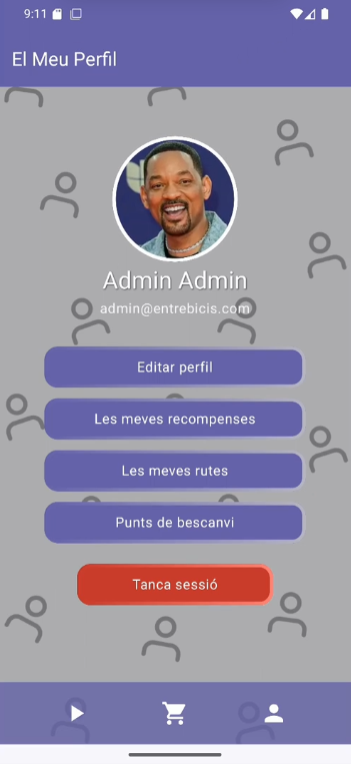 9:11
El Meu Perfil
Admin Admin
admin@entrebicis.com
Editar perfil
Les meves recompenses
Les meves rutes
Punts de bescanvi
Tanca sessió